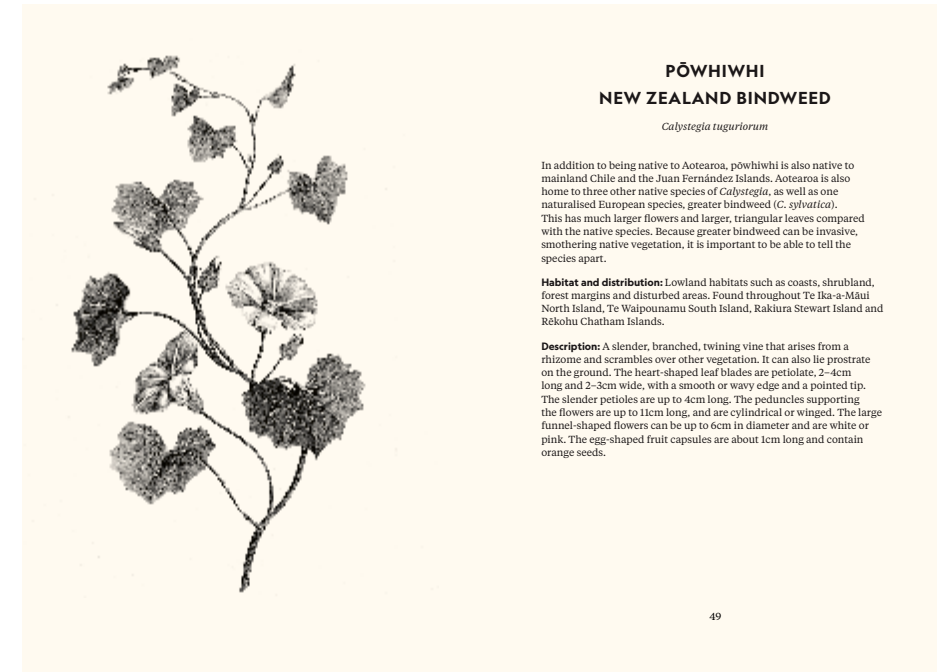 PŌWHIWHI
NEW ZEALAND BINDWEED
Calystegia tuguriorum
In addition to being native to Aotearoa, pōwhiwhi is also native to
mainland Chile and the Juan Fernández Islands. Aotearoa is also
home to three other native species of Calystegia, as well as one
naturalised European species, greater bindweed (C. sylvatica).
This has much larger flowers and larger, triangular leaves compared
with the native species. Because greater bindweed can be invasive,
smothering native vegetation, it is important to be able to tell the
species apart.
Habitat and distribution: Lowland habitats such as coasts, shrubland,
forest margins and disturbed areas. Found throughout Te Ika-a-Māui
North Island, Te Waipounamu South Island, Rakiura Stewart Island and
Rēkohu Chatham Islands.
Description: A slender, branched, twining vine that arises from a
rhizome and scrambles over other vegetation. It can also lie prostrate
on the ground. The heart-shaped leaf blades are petiolate, 2–4cm
long and 2–3cm wide, with a smooth or wavy edge and a pointed tip.
The slender petioles are up to 4cm long. The peduncles supporting
the flowers are up to 11cm long, and are cylindrical or winged. The large
funnel-shaped flowers can be up to 6cm in diameter and are white or
pink. The egg-shaped fruit capsules are about 1cm long and contain
orange seeds.
49